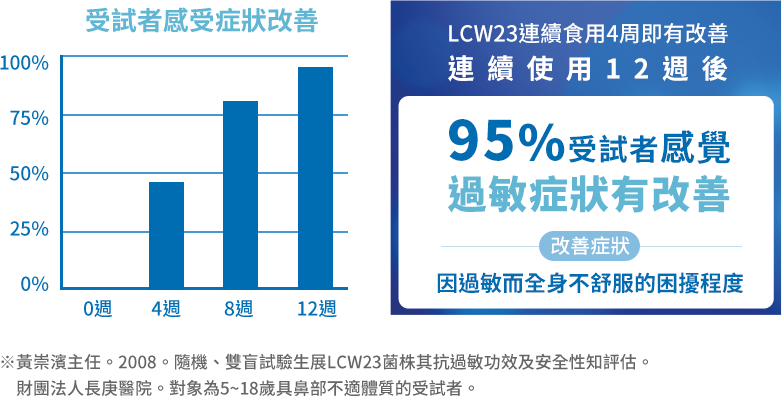 受試者感受症狀改善
100%
75%
50%
25%
0%
0週
4週
8週
12週
LCW23連續食用4周即有改善
連續使用12週後
95%受試者感覺
過敏症狀有改善
改善症狀
因過敏而全身不舒服的困擾程度
※黃崇濱主任。2008。隨機、雙盲試驗生展LCW23菌株其抗過敏功效及安全性知評估。
財團法人長庚醫院。對象為5~18歲具鼻部不適體質的受試者。